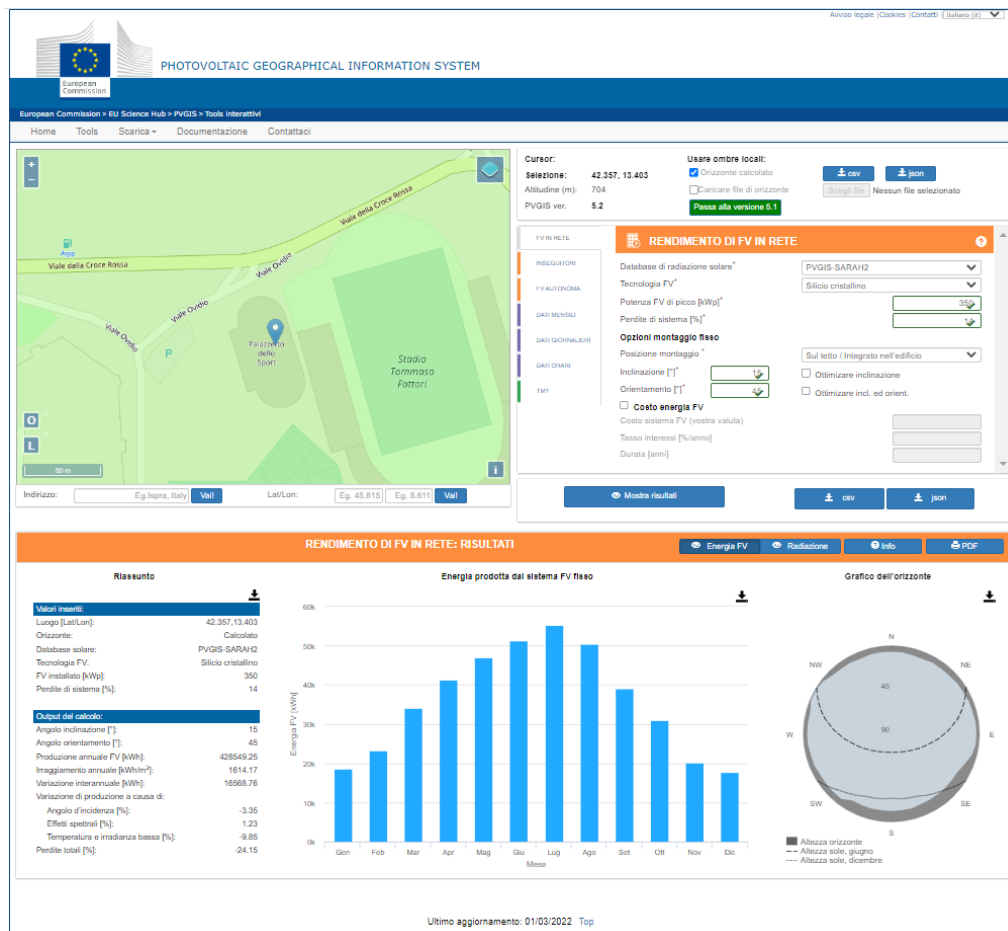 Avviso legale |Cookies |Contatti | Italiano (it)
European
Commission
PHOTOVOLTAIC GEOGRAPHICAL INFORMATION SYSTEM
European Commission > EU Science Hub > PVGIS > Tools interattivi
Home Tools Scarica Documentazione Contattaci
+
−
Viale della Croce Rossa
Agip
Viale della Croce Rossa
Viale Ovidio
Viale Ovidio
Viale Ovidio
P
Palazzetto
dello
Sport
Stadio
Tommaso
Fattori
O
L
50 m
i
Indirizzo: Eg.Ispra, Italy Vai! Lat/Lon: Eg. 45.815 Eg. 8.611 Vai!
Cursor:
Selezione: 42.357, 13.403
Altitudine (m): 704
PVGIS ver. 5.2
Usare ombre locali:
Orizzonte calcolato
Caricare file di orizzonte
Passa alla versione 5.1
csv json
Scegli file Nessun file selezionato
FV IN RETE
INSEGUITORI
FV AUTONOMA
DATI MENSILI
DATI GIORNALIERI
DATI ORARI
TMY
RENDIMENTO DI FV IN RETE
Database di radiazione solare* PVGIS-SARAH2
Tecnologia FV* Silicio cristallino
Potenza FV di picco [kWp]* 350
Perdite di sistema [%]* 14
Opzioni montaggio fisso
Posizione montaggio * Sul tetto / Integrato nell'edificio
Inclinazione [°]* 15 Ottimizare inclinazione
Orientamento [°]* 45 Ottimizare incl. ed orient.
Costo energia FV
Costo sistema FV (vostra valuta)
Tasso interessi [%/anno]
Durata [anni]
Mostra risultati csv json
RENDIMENTO DI FV IN RETE: RISULTATI
Energia FV Radiazione Info PDF
Riassunto
Valori inseriti:
Luogo [Lat/Lon]: 42.357,13.403
Orizzonte: Calcolato
Database solare: PVGIS-SARAH2
Tecnologia FV: Silicio cristallino
FV installato [kWp]: 350
Perdite di sistema [%]: 14
Output del calcolo:
Angolo inclinazione [°]: 15
Angolo orientamento [°]: 45
Produzione annuale FV [kWh]: 428549.25
Irraggiamento annuale [kWh/m²]: 1614.17
Variazione interannuale [kWh]: 16568.76
Variazione di produzione a causa di:
Angolo d'incidenza [%]: -3.35
Effetti spettrali [%]: 1.23
Temperatura e irradianza bassa [%]: -9.85
Perdite totali [%]: -24.15
Energia prodotta dal sistema FV fisso
Energia FV [kWh]
60k
50k
40k
30k
20k
10k
0k
Gen Feb Mar Apr Mag Giu Lug Ago Set Ott Nov Dic
Mese
Grafico dell'orizzonte
N
NW NE
45
W 90 E
SW SE
S
Altezza orizzonte
Altezza sole, giugno
Altezza sole, dicembre
Ultimo aggiornamento: 01/03/2022 Top